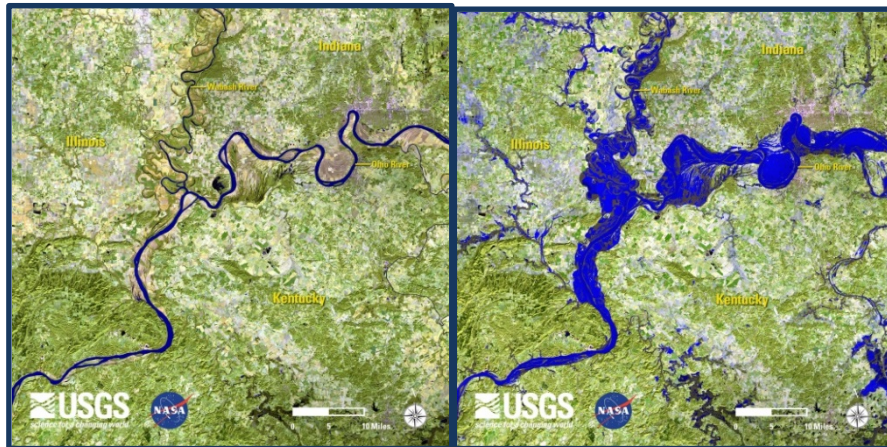 Indiana
Wabash River
Illinois
Ohio River
Kentucky
USGS
science for a changing world
NASA
0 5 10 Miles
Indiana
Wabash River
Illinois
Ohio River
Kentucky
USGS
science for a changing world
NASA
0 5 10 Miles